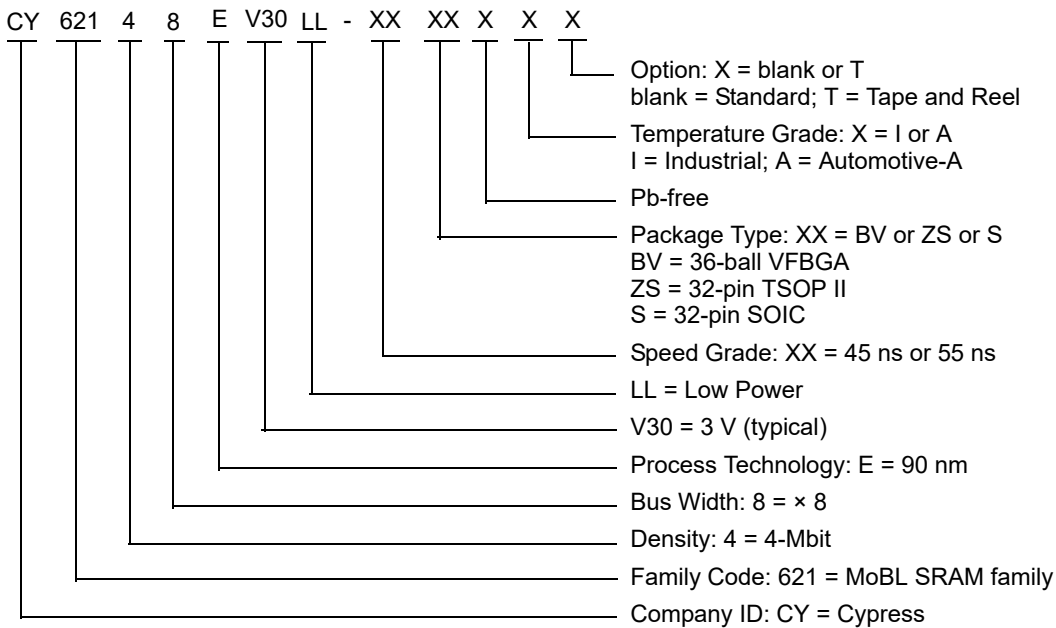 CY 621 4 8 E V30 LL - XX XX X X X
Option: X = blank or T
blank = Standard; T = Tape and Reel
Temperature Grade: X = I or A
I = Industrial; A = Automotive-A
Pb-free
Package Type: XX = BV or ZS or S
BV = 36-ball VFBGA
ZS = 32-pin TSOP II
S = 32-pin SOIC
Speed Grade: XX = 45 ns or 55 ns
LL = Low Power
V30 = 3 V (typical)
Process Technology: E = 90 nm
Bus Width: 8 = × 8
Density: 4 = 4-Mbit
Family Code: 621 = MoBL SRAM family
Company ID: CY = Cypress